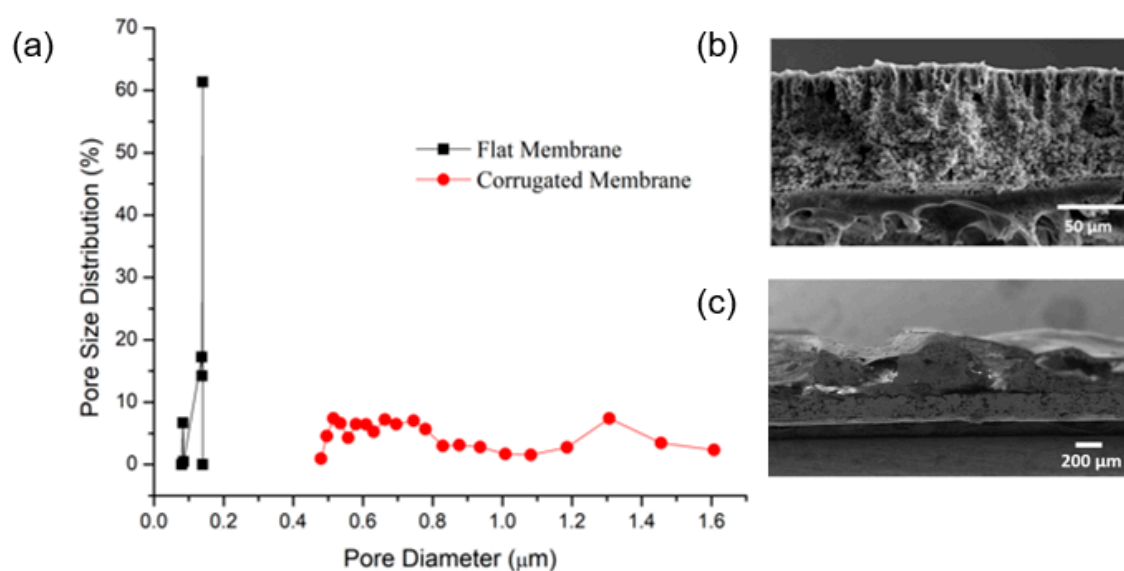 (a)
Pore Size Distribution (%)
70
60
50
40
30
20
10
0
Flat Membrane
Corrugated Membrane
0.0 0.2 0.4 0.6 0.8 1.0 1.2 1.4 1.6
Pore Diameter (μm)
(b)
50 μm
(c)
200 μm